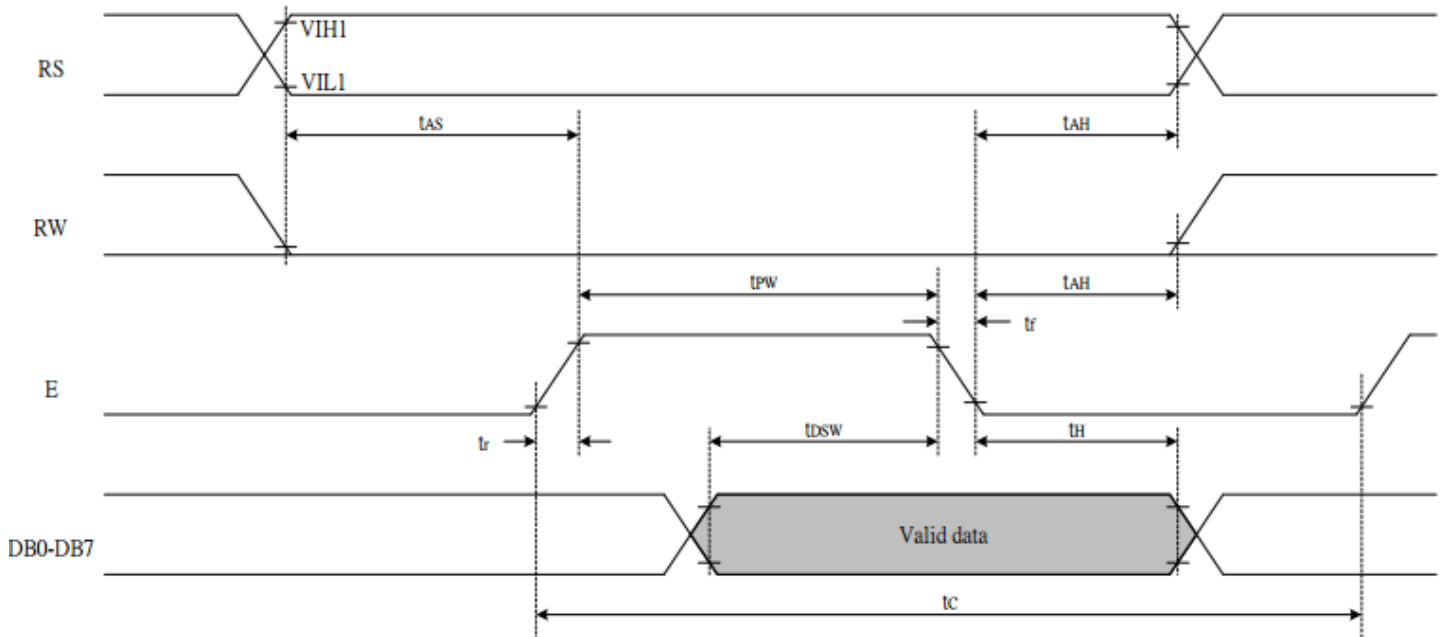 VIH1
RS
VIL1
tAS
tAH
RW
tPW
tAH
tf
E
tr
tDSW
tH
Valid data
DB0-DB7
tC